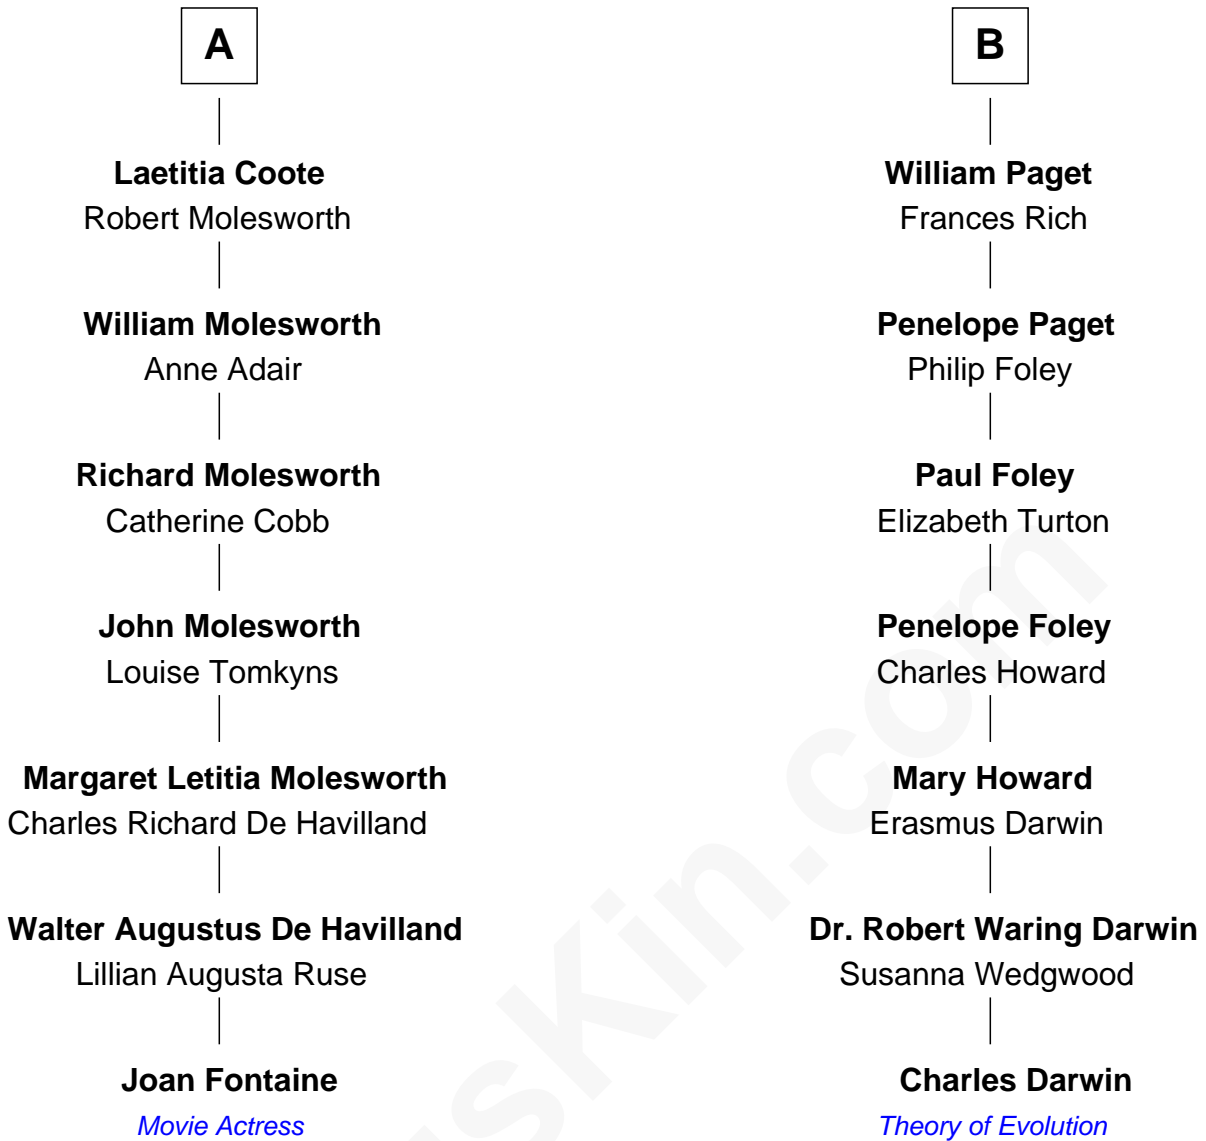 A
Laetitia Coote
Robert Molesworth
William Molesworth
Anne Adair
Richard Molesworth
Catherine Cobb
John Molesworth
Louise Tomkyns
Margaret Letitia Molesworth
Charles Richard De Havilland
Walter Augustus De Havilland
Lillian Augusta Ruse
Joan Fontaine
Movie Actress
B
William Paget
Frances Rich
Penelope Paget
Philip Foley
Paul Foley
Elizabeth Turton
Penelope Foley
Charles Howard
Mary Howard
Erasmus Darwin
Dr. Robert Waring Darwin
Susanna Wedgwood
Charles Darwin
Theory of Evolution
usKin.com